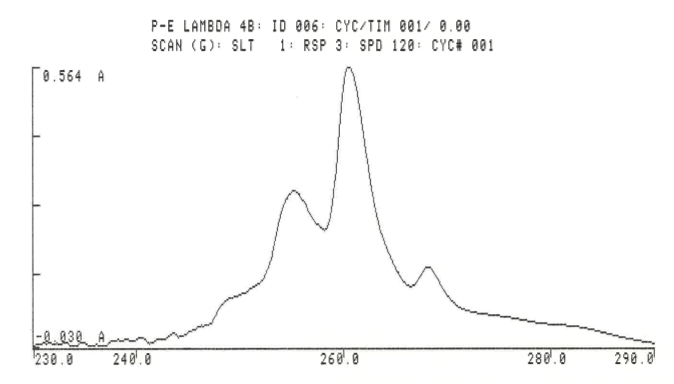 P-E LAMBDA 4B: ID 006: CYC/TIM 001/ 0.00
SCAN (G): SLT 1: RSP 3: SPD 120: CYC# 001
0.564 A
-0.030 A
230.0 240.0 260.0 280.0 290.0